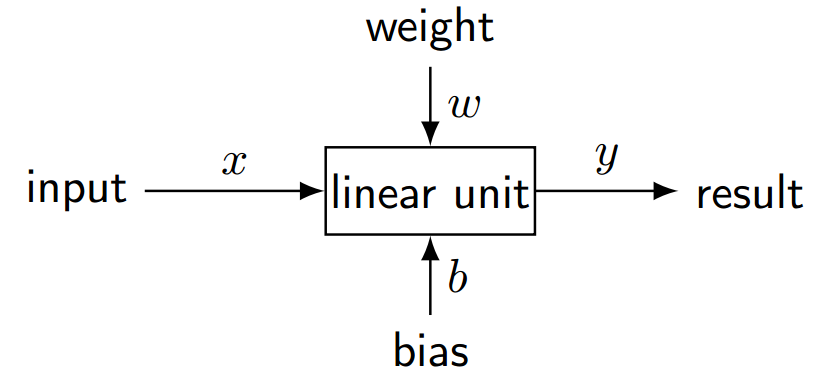 weight
w
input x linear unit y result
b
bias